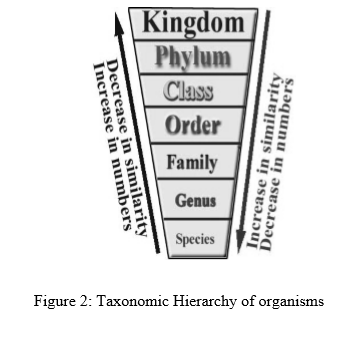 Kingdom
Phylum
Class
Order
Family
Genus
Species
Decrease in similarity
Increase in numbers
Increase in similarity
Decrease in numbers
Figure 2: Taxonomic Hierarchy of organisms